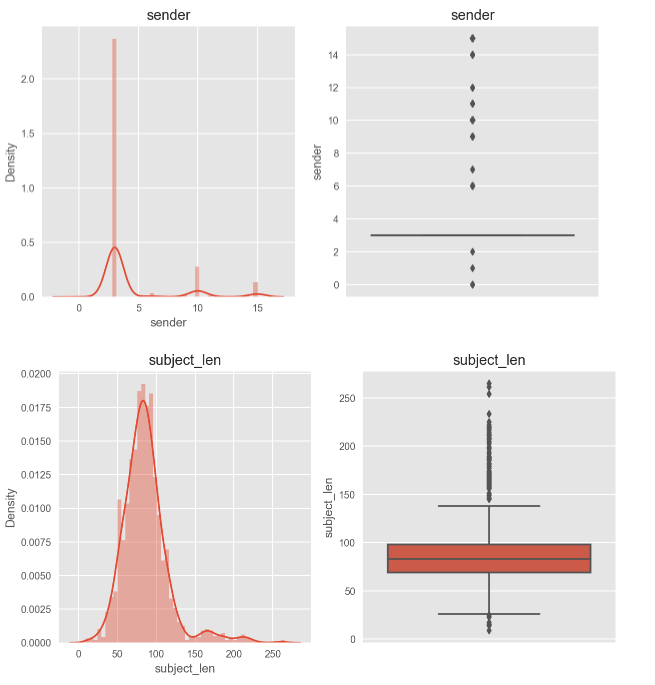 sender
sender
2.0
1.5
1.0
0.5
0.0
Density
0 5 10 15
sender
14
12
10
8
6
4
2
0
sender
subject_len
subject_len
0.0200
0.0175
0.0150
0.0125
0.0100
0.0075
0.0050
0.0025
0.0000
Density
0 50 100 150 200 250
subject_len
250
200
150
100
50
0
subject_len